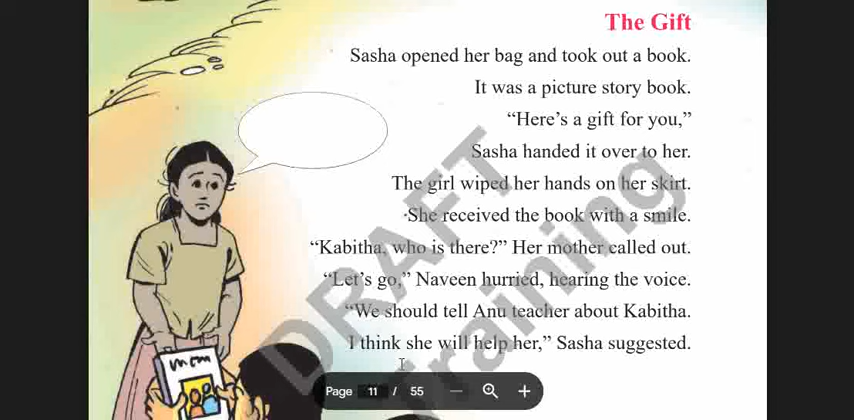 The Gift
Sasha opened her bag and took out a book.
It was a picture story book.
“Here’s a gift for you,”
Sasha handed it over to her.
The girl wiped her hands on her skirt.
She received the book with a smile.
“Kabitha, who is there?” Her mother called out.
“Let’s go,” Naveen hurried, hearing the voice.
“We should tell Anu teacher about Kabitha.
I think she will help her,” Sasha suggested.
mom
DRAFT
Training
Page 11 / 55